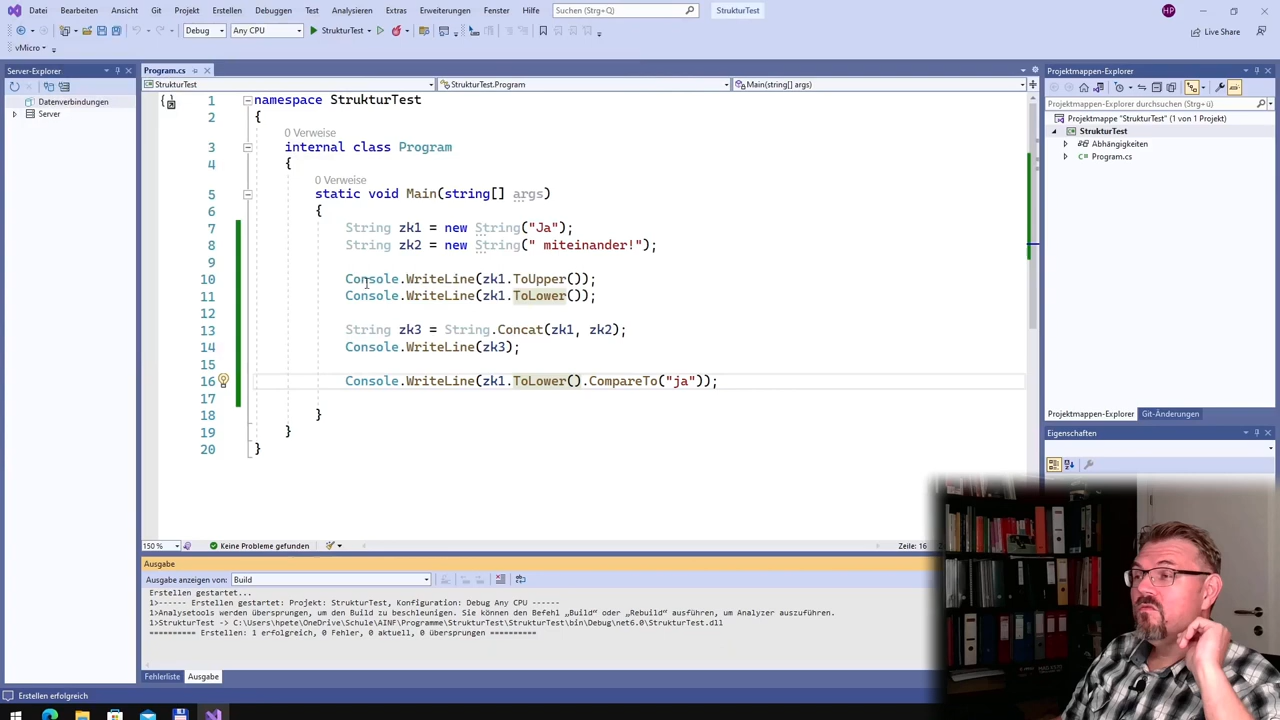 Datei Bearbeiten Ansicht Git Projekt Erstellen Debuggen Test Analysieren Extras Erweiterungen Fenster Hilfe Suchen (Strg+Q) StrukturTest HP
Debug Any CPU StrukturTest Live Share
vMicro
Server-Explorer
Datenverbindungen
Server
Program.cs
StrukturTest StrukturTest.Program Main(string[] args)
1 namespace StrukturTest
2 {
0 Verweise
3 internal class Program
4 {
0 Verweise
5 static void Main(string[] args)
6 {
7 String zk1 = new String("Ja");
8 String zk2 = new String(" miteinander!");
9
10 Console.WriteLine(zk1.ToUpper());
11 Console.WriteLine(zk1.ToLower());
12
13 String zk3 = String.Concat(zk1, zk2);
14 Console.WriteLine(zk3);
15
16 Console.WriteLine(zk1.ToLower().CompareTo("ja"));
17
18 }
19 }
20 }
150 % Keine Probleme gefunden Zeile: 16
Projektmappen-Explorer
Projektmappen-Explorer durchsuchen (Strg+ü)
Projektmappe "StrukturTest" (1 von 1 Projekt)
StrukturTest
Abhängigkeiten
Program.cs
Projektmappen-Explorer Git-Änderungen
Eigenschaften
Ausgabe
Ausgabe anzeigen von: Build
Erstellen gestartet...
1>------ Erstellen gestartet: Projekt: StrukturTest, Konfiguration: Debug Any CPU ------
1>Analysetools werden übersprungen, um den Build zu beschleunigen. Sie können den Befehl „Build“ oder „Rebuild“ ausführen, um Analyzer auszuführen.
1>StrukturTest -> C:\Users\hpete\OneDrive\Schule\AINF\Programme\StrukturTest\StrukturTest\bin\Debug\net6.0\StrukturTest.dll
========== Erstellen: 1 erfolgreich, 0 Fehler, 0 aktuell, 0 übersprungen ==========
Fehlerliste Ausgabe
Erstellen erfolgreich